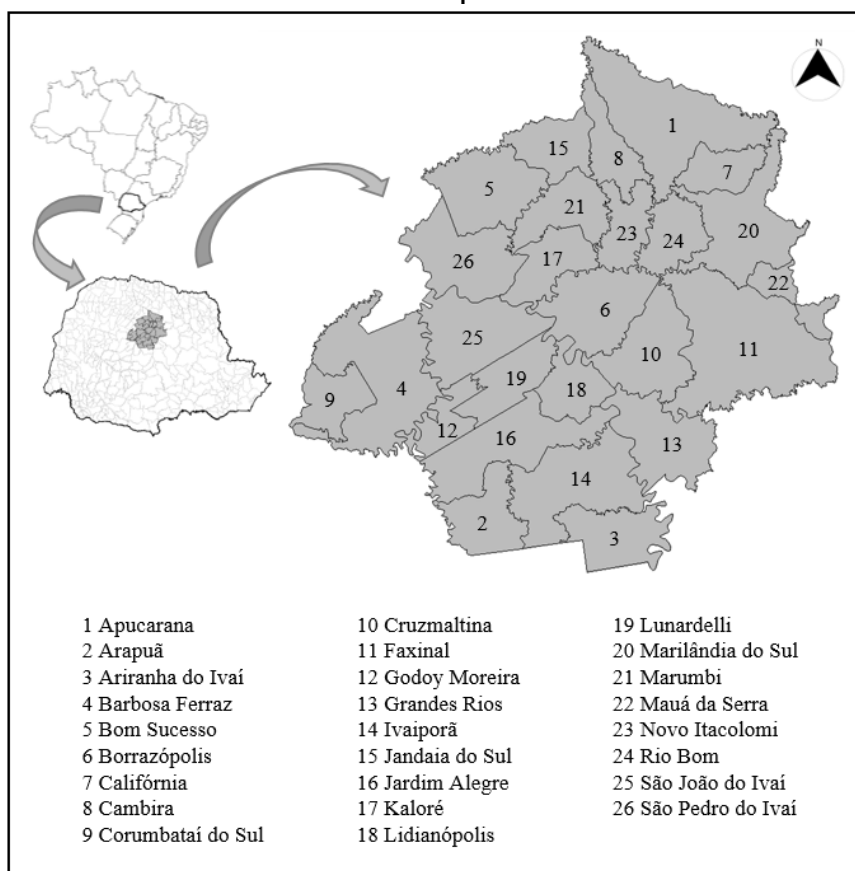 N
1
15
8
7
5
21
23
24
20
26
17
22
6
25
10
11
19
4
18
9
12
16
13
14
2
3
1 Apucarana
2 Arapuã
3 Ariranha do Ivaí
4 Barbosa Ferraz
5 Bom Sucesso
6 Borrazópolis
7 Califórnia
8 Cambira
9 Corumbataí do Sul
10 Cruzmaltina
11 Faxinal
12 Godoy Moreira
13 Grandes Rios
14 Ivaiporã
15 Jandaia do Sul
16 Jardim Alegre
17 Kaloré
18 Lidianópolis
19 Lunardelli
20 Marilândia do Sul
21 Marumbi
22 Mauá da Serra
23 Novo Itacolomi
24 Rio Bom
25 São João do Ivaí
26 São Pedro do Ivaí